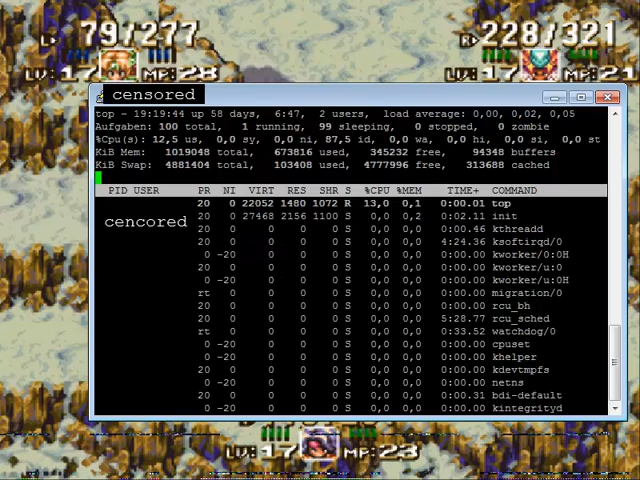 L▷ 79/277
R▷ 228/321
LV:17 MP:28
LV:17 MP:21
censored
top - 19:19:44 up 58 days, 6:47, 2 users, load average: 0,00, 0,02, 0,05
Aufgaben: 100 total, 1 running, 99 sleeping, 0 stopped, 0 zombie
%Cpu(s): 12,5 us, 0,0 sy, 0,0 ni, 87,5 id, 0,0 wa, 0,0 hi, 0,0 si, 0,0 st
KiB Mem: 1019048 total, 673816 used, 345232 free, 94348 buffers
KiB Swap: 4881404 total, 103408 used, 4777996 free, 313688 cached
PID USER PR NI VIRT RES SHR S %CPU %MEM TIME+ COMMAND
20 0 22052 1480 1072 R 13,0 0,1 0:00.01 top
cencored
20 0 27468 2156 1100 S 0,0 0,2 0:02.11 init
20 0 0 0 0 S 0,0 0,0 0:00.46 kthreadd
20 0 0 0 0 S 0,0 0,0 4:24.36 ksoftirqd/0
0 -20 0 0 0 S 0,0 0,0 0:00.00 kworker/0:0H
20 0 0 0 0 S 0,0 0,0 0:00.00 kworker/u:0
0 -20 0 0 0 S 0,0 0,0 0:00.00 kworker/u:0H
rt 0 0 0 0 S 0,0 0,0 0:00.00 migration/0
20 0 0 0 0 S 0,0 0,0 0:00.00 rcu_bh
20 0 0 0 0 S 0,0 0,0 5:28.77 rcu_sched
rt 0 0 0 0 S 0,0 0,0 0:33.52 watchdog/0
0 -20 0 0 0 S 0,0 0,0 0:00.00 cpuset
0 -20 0 0 0 S 0,0 0,0 0:00.00 khelper
20 0 0 0 0 S 0,0 0,0 0:00.00 kdevtmpfs
0 -20 0 0 0 S 0,0 0,0 0:00.00 netns
20 0 0 0 0 S 0,0 0,0 0:00.31 bdi-default
0 -20 0 0 0 S 0,0 0,0 0:00.00 kintegrityd
LV:17 MP:23